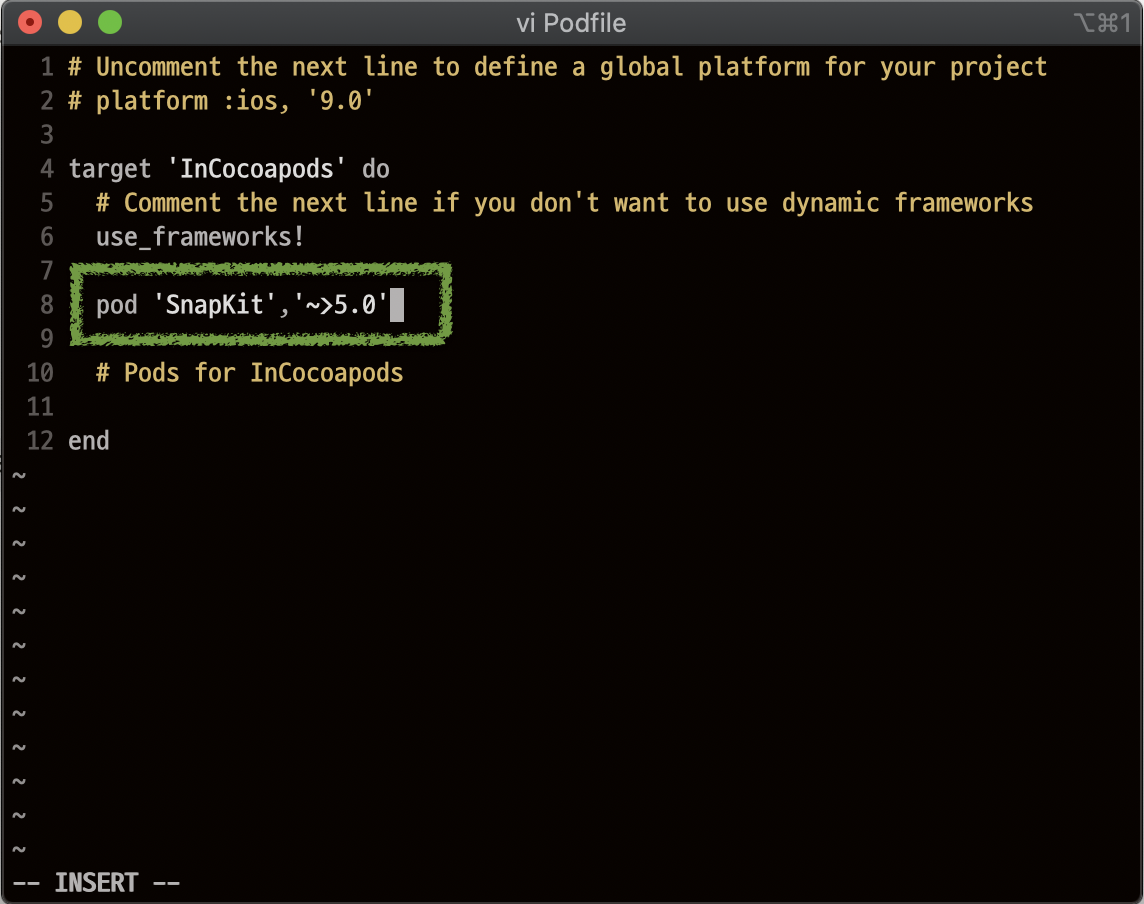 vi Podfile
⌥⌘1
1 # Uncomment the next line to define a global platform for your project
2 # platform :ios, '9.0'
3
4 target 'InCocoapods' do
5   # Comment the next line if you don't want to use dynamic frameworks
6   use_frameworks!
7
8   pod 'SnapKit','~>5.0'
9
10   # Pods for InCocoapods
11
12 end
~
~
~
~
~
~
~
~
~
~
~
~
-- INSERT --